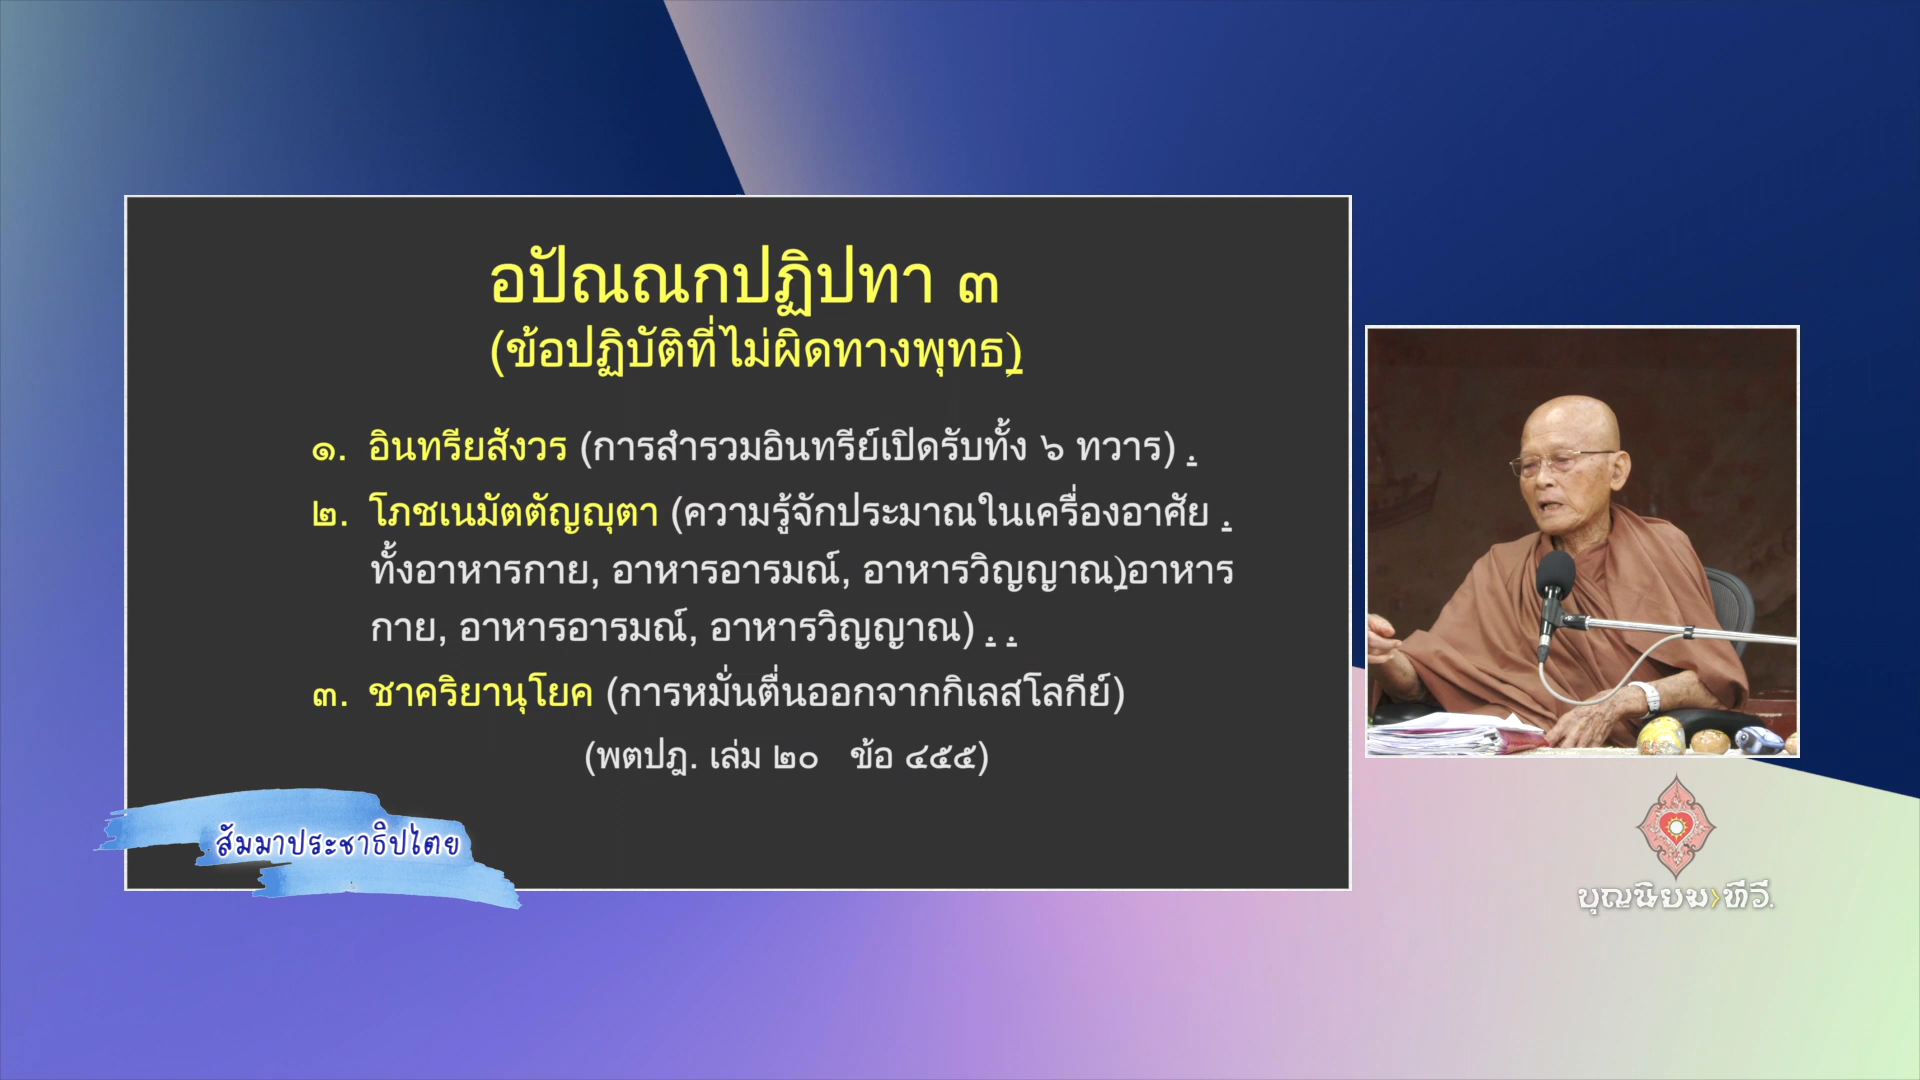 อปัณณกปฏิปทา ๓
(ข้อปฏิบัติที่ไม่ผิดทางพุทธ)
๑. อินทรียสังวร (การสำรวมอินทรีย์เปิดรับทั้ง ๖ ทวาร) .
๒. โภชเนมัตตัญญุตา (ความรู้จักประมาณในเครื่องอาศัย .
ทั้งอาหารกาย, อาหารอารมณ์, อาหารวิญญาณ)อาหาร
กาย, อาหารอารมณ์, อาหารวิญญาณ) . .
๓. ชาคริยานุโยค (การหมั่นตื่นออกจากกิเลสโลกีย์)
(พตปฎ. เล่ม ๒๐ ข้อ ๔๕๕)
สัมมาประชาธิปไตย
บุญนิยม ทีวี.